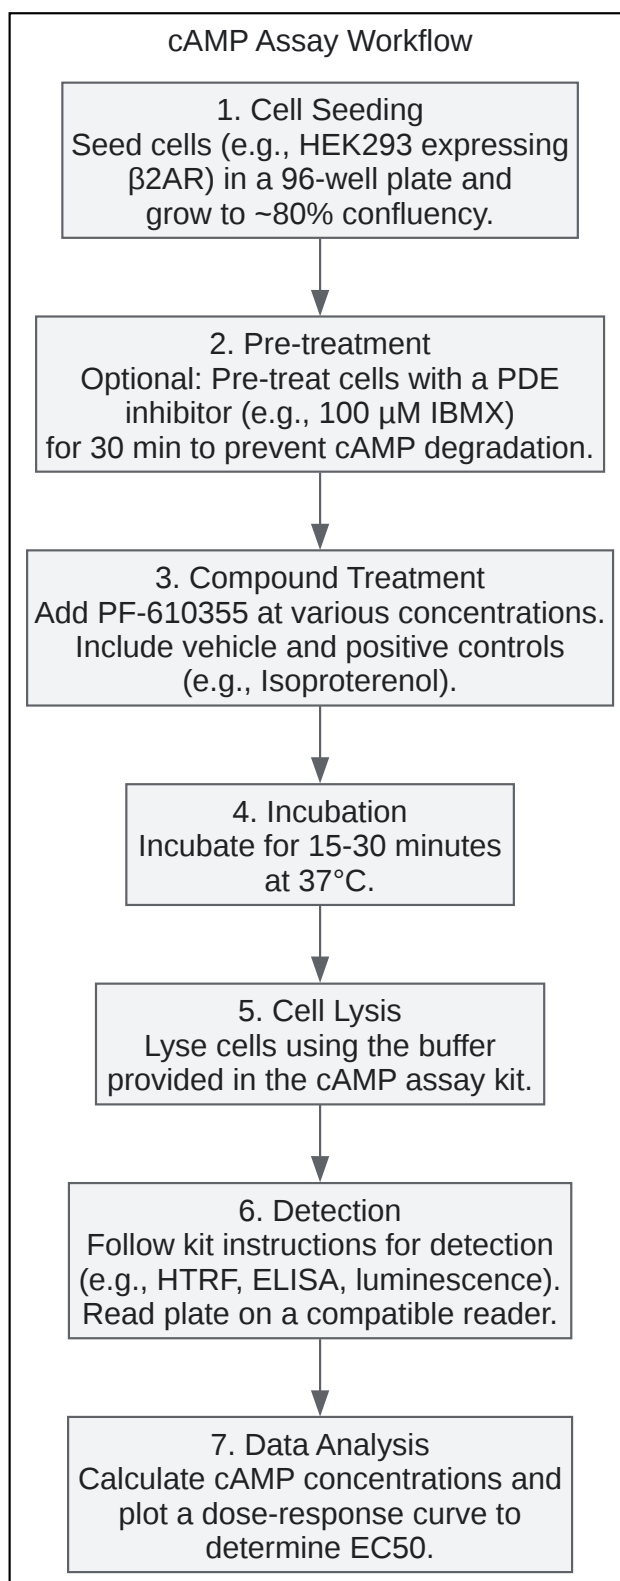 cAMP Assay Workflow
1. Cell Seeding
Seed cells (e.g., HEK293 expressing
β2AR) in a 96-well plate and
grow to ~80% confluency.
2. Pre-treatment
Optional: Pre-treat cells with a PDE
inhibitor (e.g., 100 µM IBMX)
for 30 min to prevent cAMP degradation.
3. Compound Treatment
Add PF-610355 at various concentrations.
Include vehicle and positive controls
(e.g., Isoproterenol).
4. Incubation
Incubate for 15-30 minutes
at 37°C.
5. Cell Lysis
Lyse cells using the buffer
provided in the cAMP assay kit.
6. Detection
Follow kit instructions for detection
(e.g., HTRF, ELISA, luminescence).
Read plate on a compatible reader.
7. Data Analysis
Calculate cAMP concentrations and
plot a dose-response curve to
determine EC50.